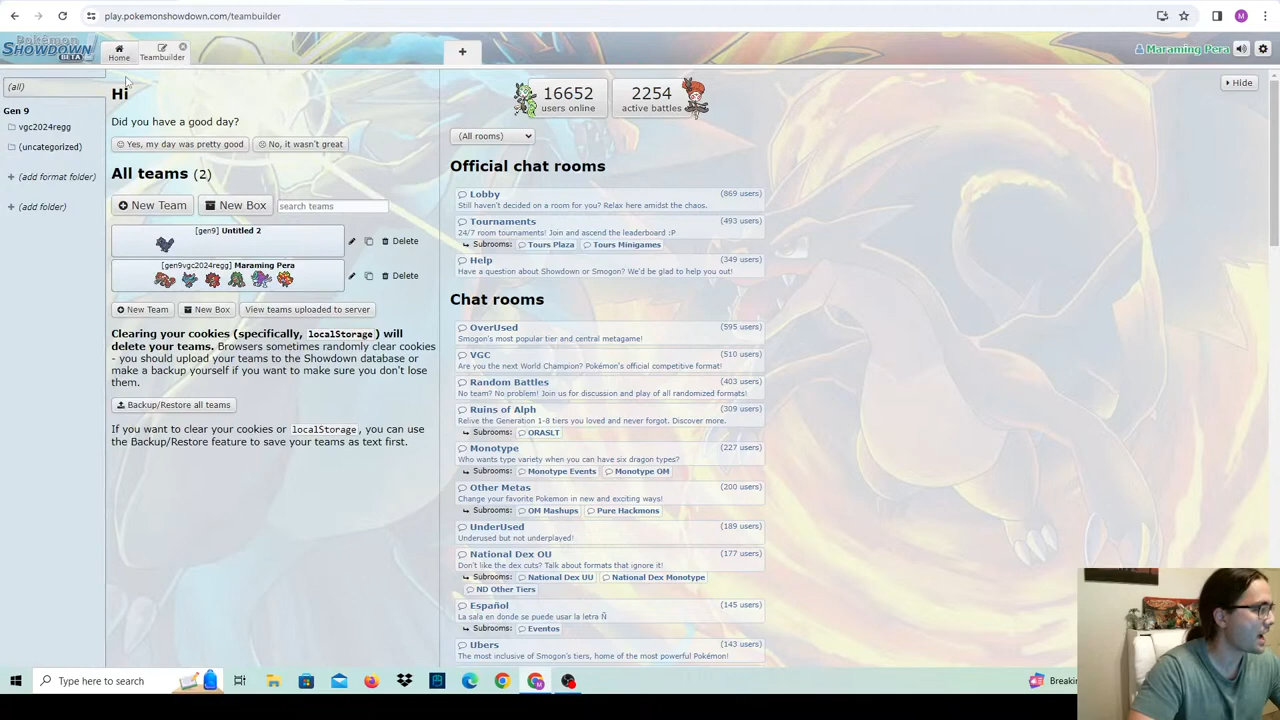 play.pokemonshowdown.com/teambuilder
M
POKéMON
SHOWDOWN!
BETA
Home
Teambuilder
+
Maraming Pera
(all)
Gen 9
vgc2024regg
(uncategorized)
(add format folder)
(add folder)
Hi
Did you have a good day?
Yes, my day was pretty good
No, it wasn't great
All teams (2)
New Team
New Box
search teams
[gen9] Untitled 2
Delete
[gen9vgc2024regg] Maraming Pera
Delete
New Team
New Box
View teams uploaded to server
Clearing your cookies (specifically, localStorage) will
delete your teams. Browsers sometimes randomly clear cookies
- you should upload your teams to the Showdown database or
make a backup yourself if you want to make sure you don't lose
them.
Backup/Restore all teams
If you want to clear your cookies or localStorage, you can use
the Backup/Restore feature to save your teams as text first.
16652
users online
2254
active battles
Hide
(All rooms)
Official chat rooms
Lobby (869 users)
Still haven't decided on a room for you? Relax here amidst the chaos.
Tournaments (493 users)
24/7 room tournaments! Join and ascend the leaderboard :P
Subrooms: Tours Plaza Tours Minigames
Help (349 users)
Have a question about Showdown or Smogon? We'd be glad to help you out!
Chat rooms
OverUsed (595 users)
Smogon's most popular tier and central metagame!
VGC (510 users)
Are you the next World Champion? Pokémon's official competitive format!
Random Battles (403 users)
No team? No problem! Join us for discussion and play of all randomized formats!
Ruins of Alph (309 users)
Relive the Generation 1-8 tiers you loved and never forgot. Discover more.
Subrooms: ORASLT
Monotype (227 users)
Who wants type variety when you can have six dragon types?
Subrooms: Monotype Events Monotype OM
Other Metas (200 users)
Change your favorite Pokemon in new and exciting ways!
Subrooms: OM Mashups Pure Hackmons
UnderUsed (189 users)
Underused but not underplayed!
National Dex OU (177 users)
Don't like the dex cuts? Talk about formats that ignore it!
Subrooms: National Dex UU National Dex Monotype
ND Other Tiers
Español (145 users)
La sala en donde se puede usar la letra Ñ
Subrooms: Eventos
Ubers (143 users)
The most inclusive of Smogon's tiers, home of the most powerful Pokémon!
Type here to search